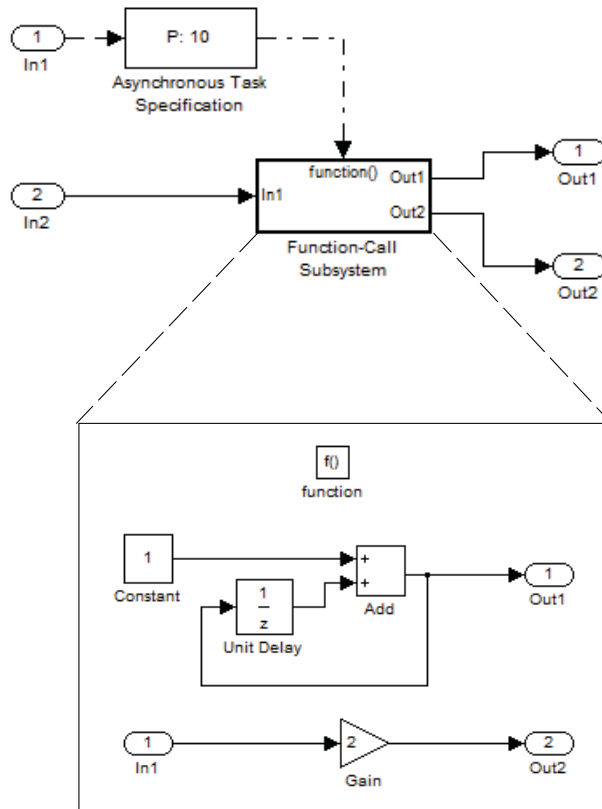 1
In1
P: 10
Asynchronous Task
Specification
2
In2
function()
In1
Out1
Out2
Function-Call
Subsystem
1
Out1
2
Out2
f()
function
1
Constant
1
z
Unit Delay
+
+
Add
1
Out1
1
In1
2
Gain
2
Out2